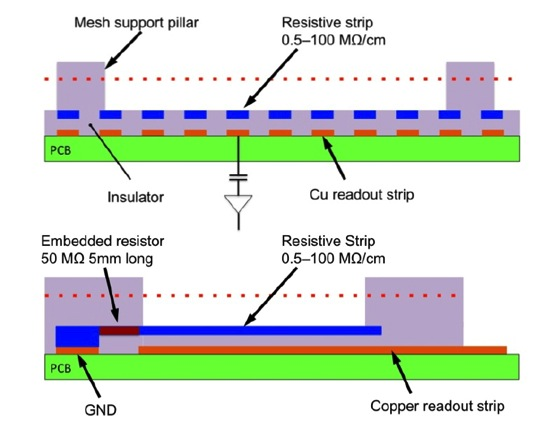 Mesh support pillar
Resistive strip
0.5–100 MΩ/cm
PCB
Insulator
Cu readout strip
Embedded resistor
50 MΩ 5mm long
Resistive Strip
0.5–100 MΩ/cm
PCB
GND
Copper readout strip